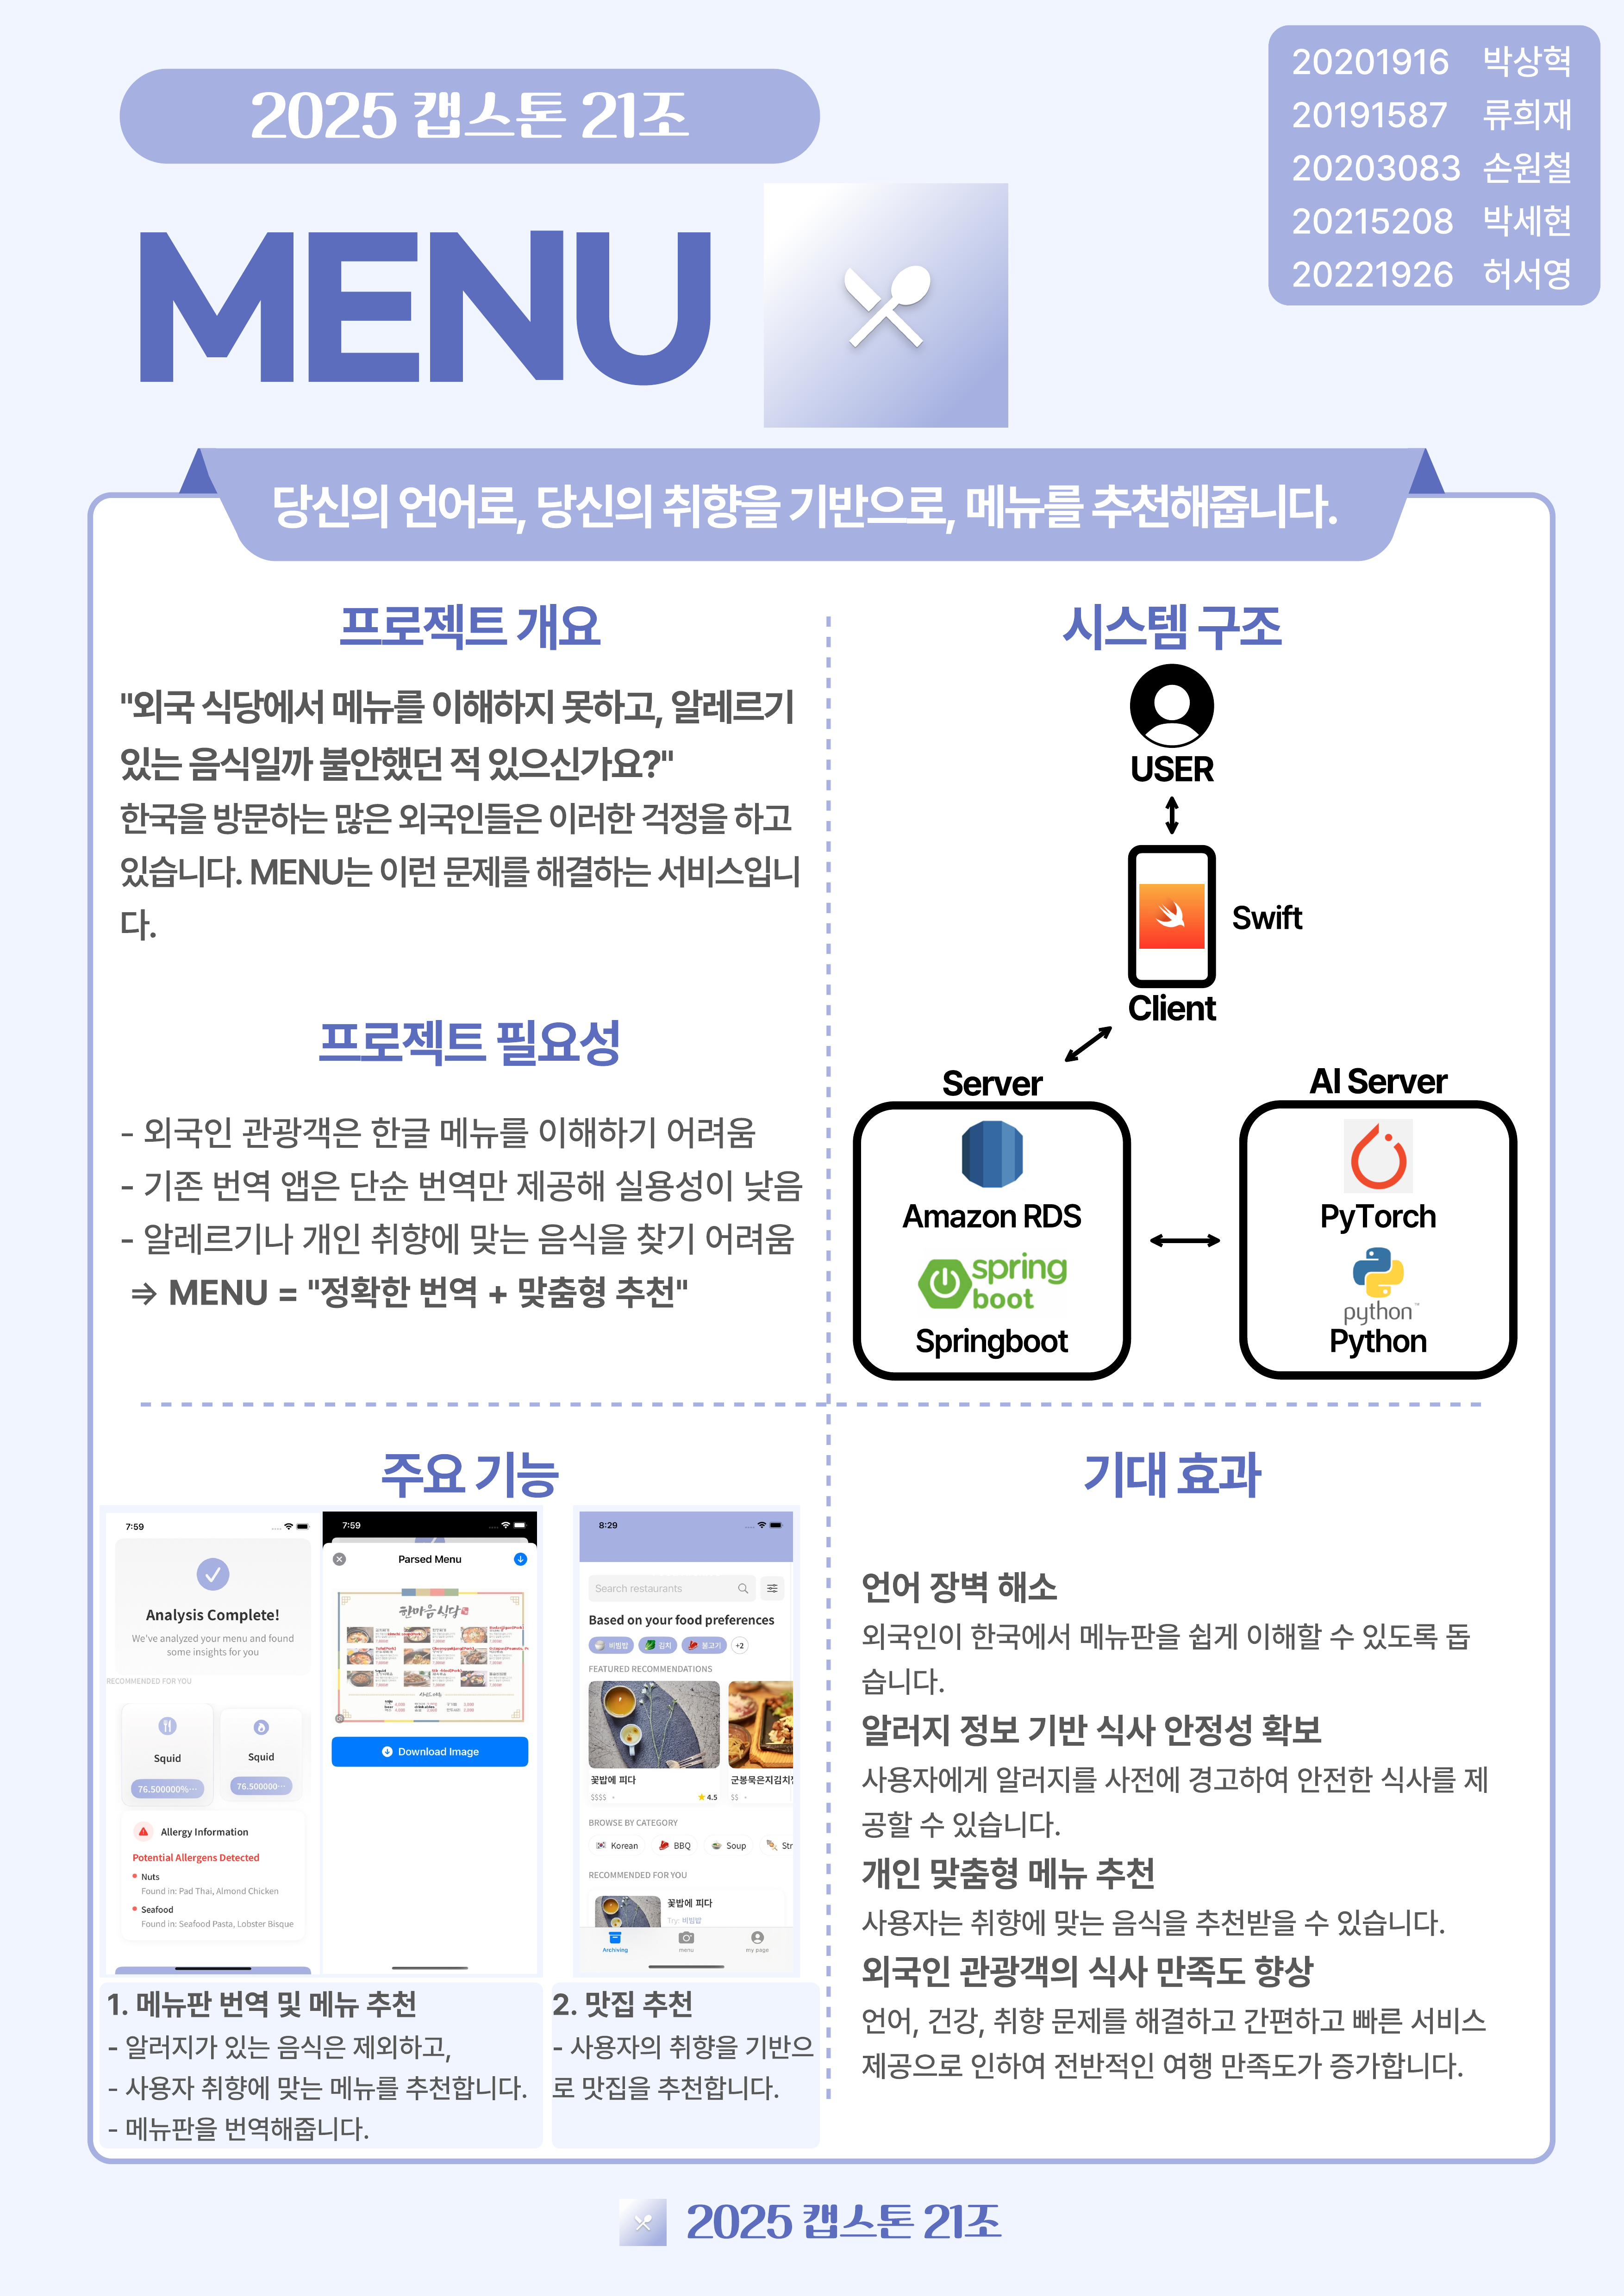 2025 캡스톤 21조
20201916 박상혁
20191587 류희재
20203083 손원철
20215208 박세현
20221926 허서영
MENU
당신의 언어로, 당신의 취향을 기반으로, 메뉴를 추천해줍니다.
프로젝트 개요
"외국 식당에서 메뉴를 이해하지 못하고, 알레르기
있는 음식일까 불안했던 적 있으신가요?"
한국을 방문하는 많은 외국인들은 이러한 걱정을 하고
있습니다. MENU는 이런 문제를 해결하는 서비스입니
다.
프로젝트 필요성
- 외국인 관광객은 한글 메뉴를 이해하기 어려움
- 기존 번역 앱은 단순 번역만 제공해 실용성이 낮음
- 알레르기나 개인 취향에 맞는 음식을 찾기 어려움
⇒ MENU = "정확한 번역 + 맞춤형 추천"
시스템 구조
USER
Swift
Client
Server
Amazon RDS
spring
boot
Springboot
AI Server
PyTorch
python™
Python
주요 기능
7:59
Analysis Complete!
We've analyzed your menu and found
some insights for you
RECOMMENDED FOR YOU
Squid
76.500000%...
Squid
76.500000...
Allergy Information
Potential Allergens Detected
Nuts
Found in: Pad Thai, Almond Chicken
Seafood
Found in: Seafood Pasta, Lobster Bisque
7:59
Parsed Menu
한마음식당
Download Image
8:29
Search restaurants
Based on your food preferences
비빔밥 김치 불고기 +2
FEATURED RECOMMENDATIONS
꽃밭에 피다
$$$$ 4.5
군봉묵은지김치
$$
BROWSE BY CATEGORY
Korean BBQ Soup Str
RECOMMENDED FOR YOU
꽃밭에 피다
Try: 비빔밥
Archiving menu my page
1. 메뉴판 번역 및 메뉴 추천
- 알러지가 있는 음식은 제외하고,
- 사용자 취향에 맞는 메뉴를 추천합니다.
- 메뉴판을 번역해줍니다.
2. 맛집 추천
- 사용자의 취향을 기반으
로 맛집을 추천합니다.
기대 효과
언어 장벽 해소
외국인이 한국에서 메뉴판을 쉽게 이해할 수 있도록 돕
습니다.
알러지 정보 기반 식사 안정성 확보
사용자에게 알러지를 사전에 경고하여 안전한 식사를 제
공할 수 있습니다.
개인 맞춤형 메뉴 추천
사용자는 취향에 맞는 음식을 추천받을 수 있습니다.
외국인 관광객의 식사 만족도 향상
언어, 건강, 취향 문제를 해결하고 간편하고 빠른 서비스
제공으로 인하여 전반적인 여행 만족도가 증가합니다.
2025 캡스톤 21조